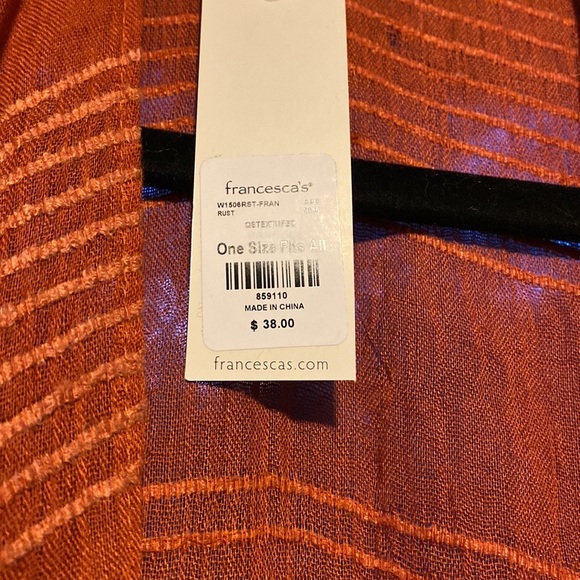 francesca's®
W1506RST-FRAN
RUST
One Size Fits All
859110
MADE IN CHINA
$ 38.00
francescas.com